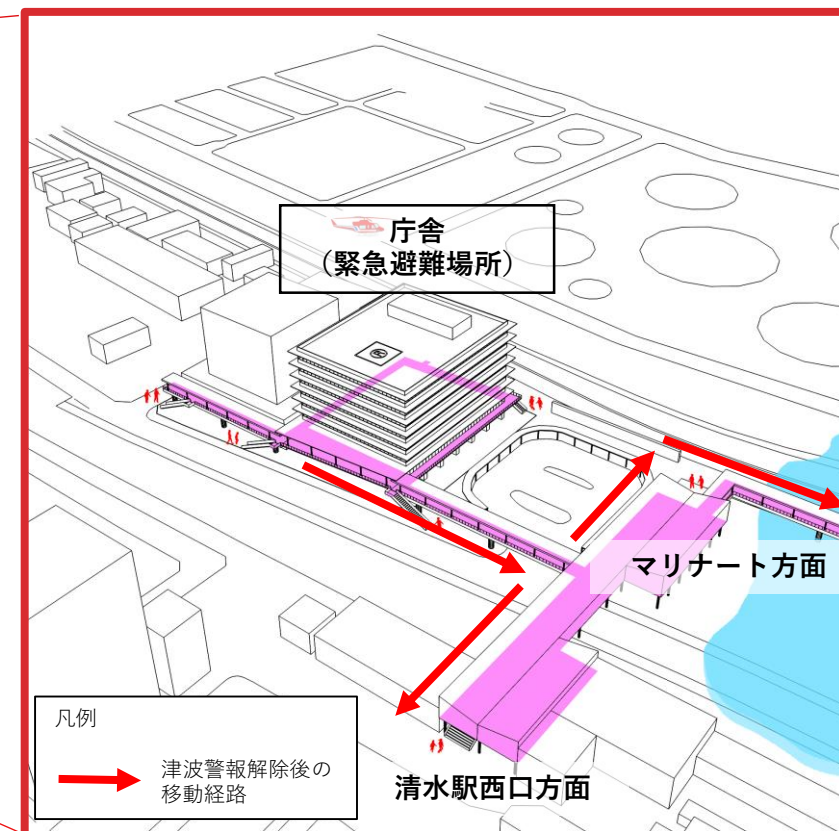 庁舎
（緊急避難場所）
マリナート方面
凡例
津波警報解除後の
移動経路
清水駅西口方面